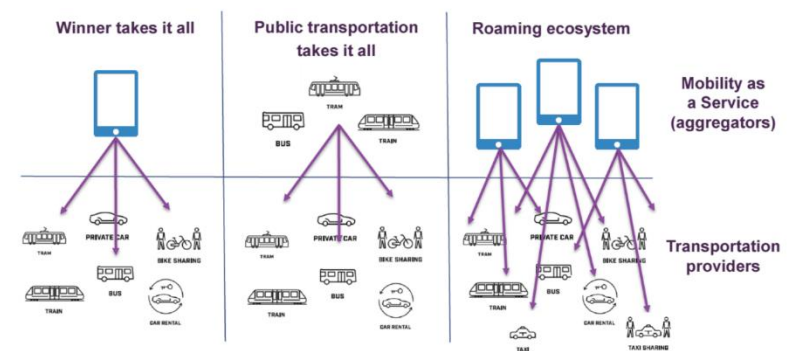 Winner takes it all
Public transportation
takes it all
Roaming ecosystem
Mobility as
a Service
(aggregators)
TRAM
BUS
TRAIN
Transportation
providers
PRIVATE CAR
TRAM
BIKE SHARING
BUS
TRAIN
CAR RENTAL
PRIVATE CAR
TRAM
BIKE SHARING
BUS
TRAIN
CAR RENTAL
PRIVATE CAR
TRAM
BIKE SHARING
BUS
TRAIN
CAR RENTAL
TAXI
TAXI SHARING